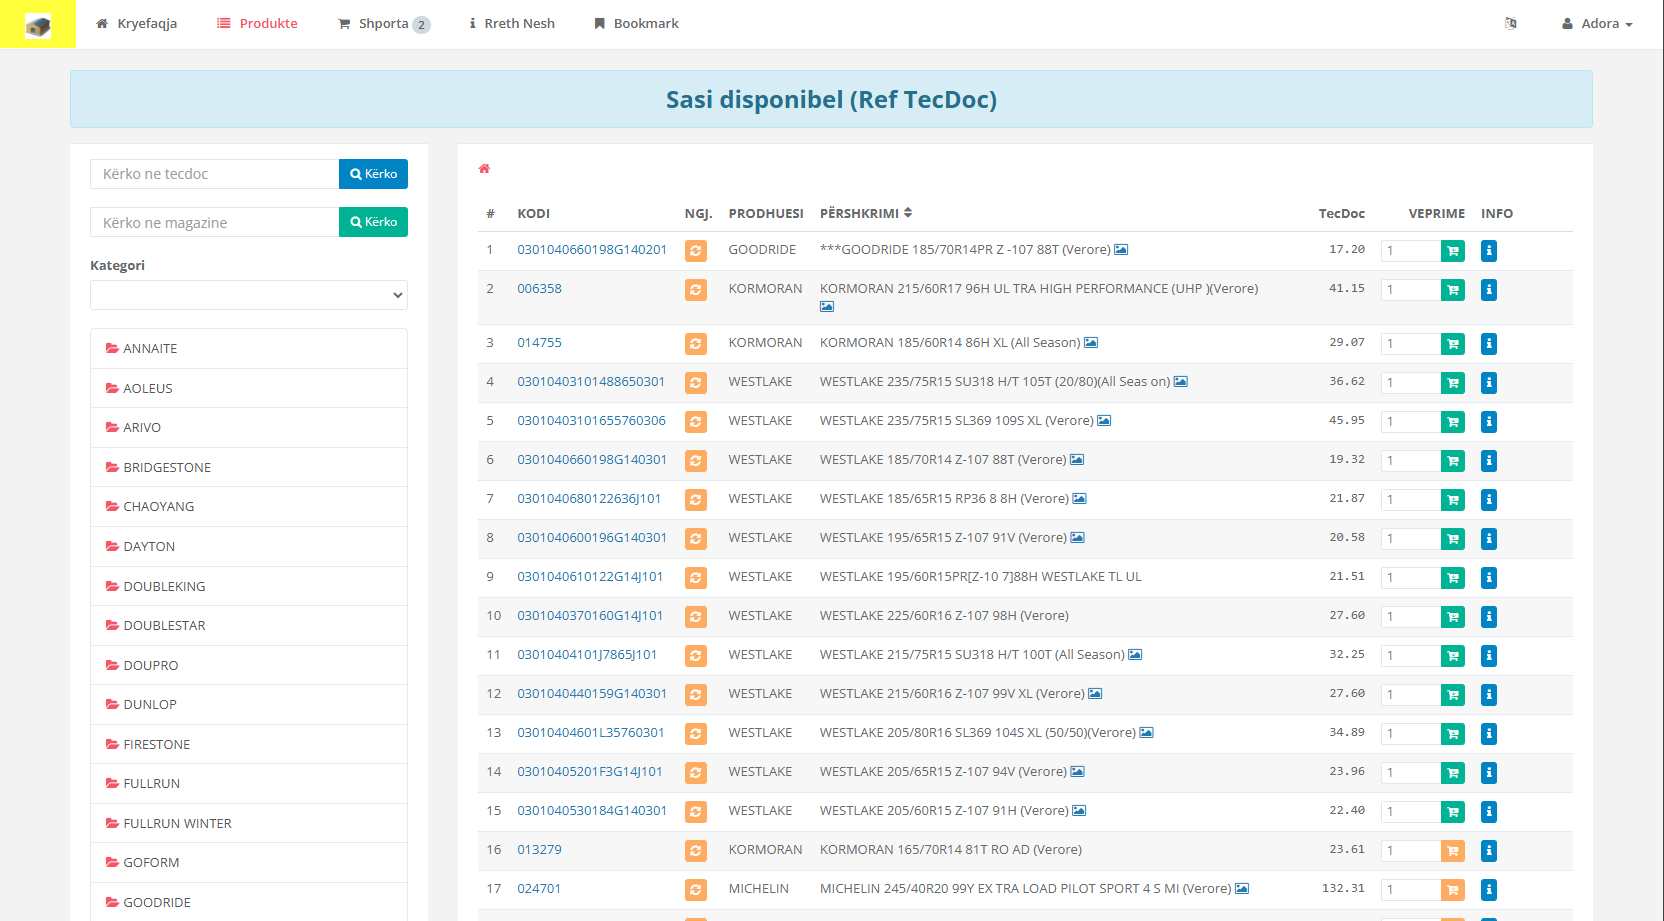 Kryefaqja Produkte Shporta 2 Rreth Nesh Bookmark Adora
Sasi disponibel (Ref TecDoc)
Kërko ne tecdoc Kërko
Kërko ne magazine Kërko
Kategori
ANNAITE
AOLEUS
ARIVO
BRIDGESTONE
CHAOYANG
DAYTON
DOUBLEKING
DOUBLESTAR
DOUPRO
DUNLOP
FIRESTONE
FULLRUN
FULLRUN WINTER
GOFORM
GOODRIDE
# KODI NGJ. PRODHUESI PËRSHKRIMI TecDoc VEPRIME INFO
1 0301040660198G140201 GOODRIDE ***GOODRIDE 185/70R14PR Z -107 88T (Verore) 17.20 1
2 006358 KORMORAN KORMORAN 215/60R17 96H UL TRA HIGH PERFORMANCE (UHP )(Verore) 41.15 1
3 014755 KORMORAN KORMORAN 185/60R14 86H XL (All Season) 29.07 1
4 03010403101488650301 WESTLAKE WESTLAKE 235/75R15 SU318 H/T 105T (20/80)(All Seas on) 36.62 1
5 03010403101655760306 WESTLAKE WESTLAKE 235/75R15 SL369 109S XL (Verore) 45.95 1
6 0301040660198G140301 WESTLAKE WESTLAKE 185/70R14 Z-107 88T (Verore) 19.32 1
7 0301040680122636J101 WESTLAKE WESTLAKE 185/65R15 RP36 8 8H (Verore) 21.87 1
8 0301040600196G140301 WESTLAKE WESTLAKE 195/65R15 Z-107 91V (Verore) 20.58 1
9 0301040610122G14J101 WESTLAKE WESTLAKE 195/60R15PR[Z-10 7]88H WESTLAKE TL UL 21.51 1
10 0301040370160G14J101 WESTLAKE WESTLAKE 225/60R16 Z-107 98H (Verore) 27.60 1
11 03010404101J7865J101 WESTLAKE WESTLAKE 215/75R15 SU318 H/T 100T (All Season) 32.25 1
12 0301040440159G140301 WESTLAKE WESTLAKE 215/60R16 Z-107 99V XL (Verore) 27.60 1
13 03010404601L35760301 WESTLAKE WESTLAKE 205/80R16 SL369 104S XL (50/50)(Verore) 34.89 1
14 03010405201F3G14J101 WESTLAKE WESTLAKE 205/65R15 Z-107 94V (Verore) 23.96 1
15 0301040530184G140301 WESTLAKE WESTLAKE 205/60R15 Z-107 91H (Verore) 22.40 1
16 013279 KORMORAN KORMORAN 165/70R14 81T RO AD (Verore) 23.61 1
17 024701 MICHELIN MICHELIN 245/40R20 99Y EX TRA LOAD PILOT SPORT 4 S MI (Verore) 132.31 1